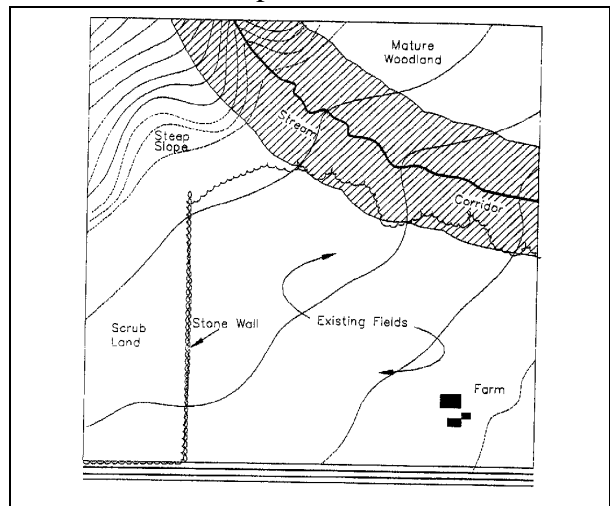 Mature
Woodland
Stream
Steep
Slope
Corridor
Scrub
Land
Stone Wall
Existing Fields
Farm